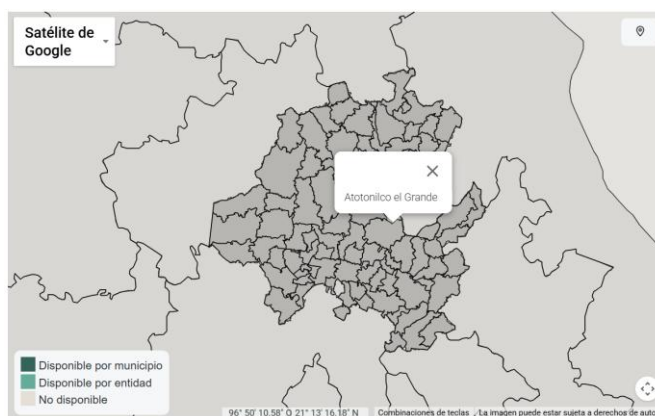 Satélite de
Google
Atotonilco el Grande
Disponible por municipio
Disponible por entidad
No disponible
96° 50' 10.58" O 21° 13' 16.18" N
Combinaciones de teclas
La imagen puede estar sujeta a derechos de auto